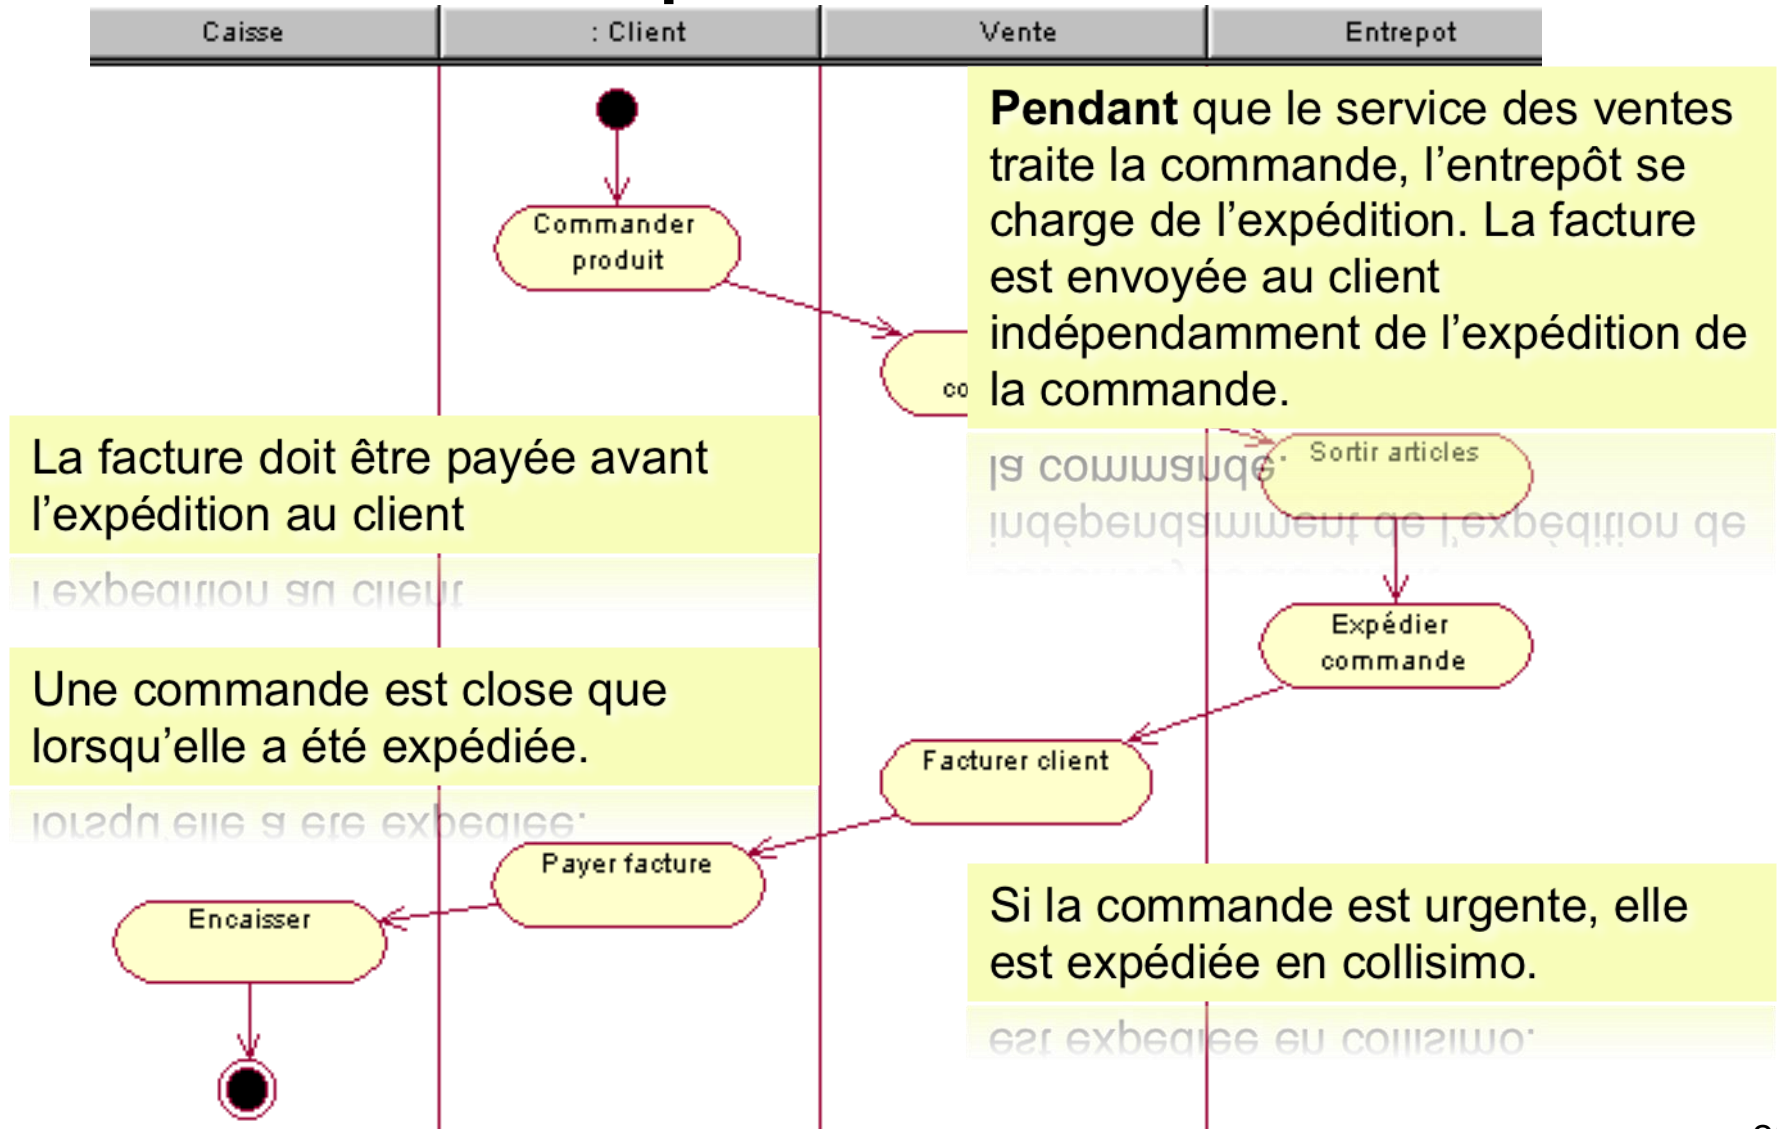 Caisse
: Client
Vente
Entrepot
Commander
produit
Pendant que le service des ventes
traite la commande, l’entrepôt se
charge de l’expédition. La facture
est envoyée au client
indépendamment de l’expédition de
la commande.
co
La facture doit être payée avant
l’expédition au client
Sortir articles
Expédier
commande
Une commande est close que
lorsqu’elle a été expédiée.
Facturer client
Payer facture
Encaisser
Si la commande est urgente, elle
est expédiée en collisimo.